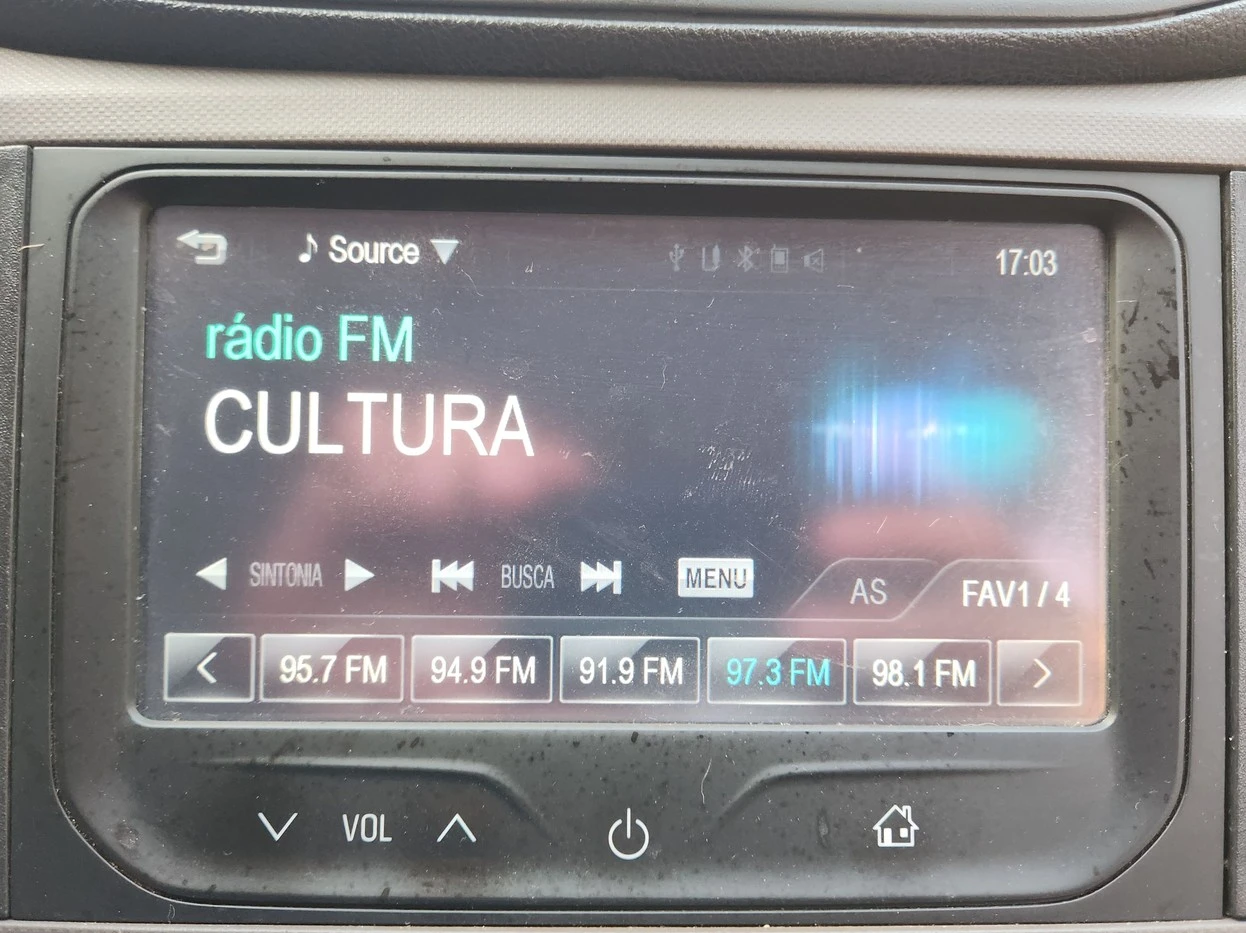 Source
17:03
rádio FM
CULTURA
SINTONIA
BUSCA
MENU
AS
FAV1 / 4
95.7 FM
94.9 FM
91.9 FM
97.3 FM
98.1 FM
VOL